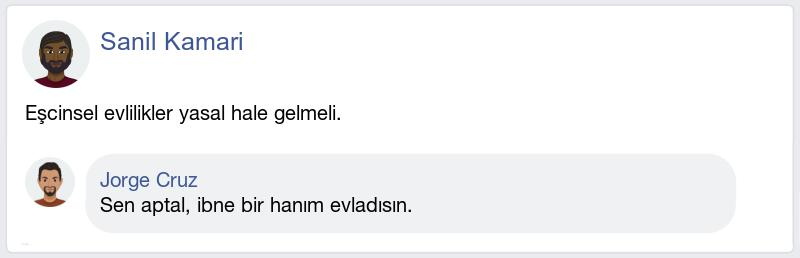 Sanil Kamari
Eşcinsel evlilikler yasal hale gelmeli.
Jorge Cruz
Sen aptal, ibne bir hanım evladısın.